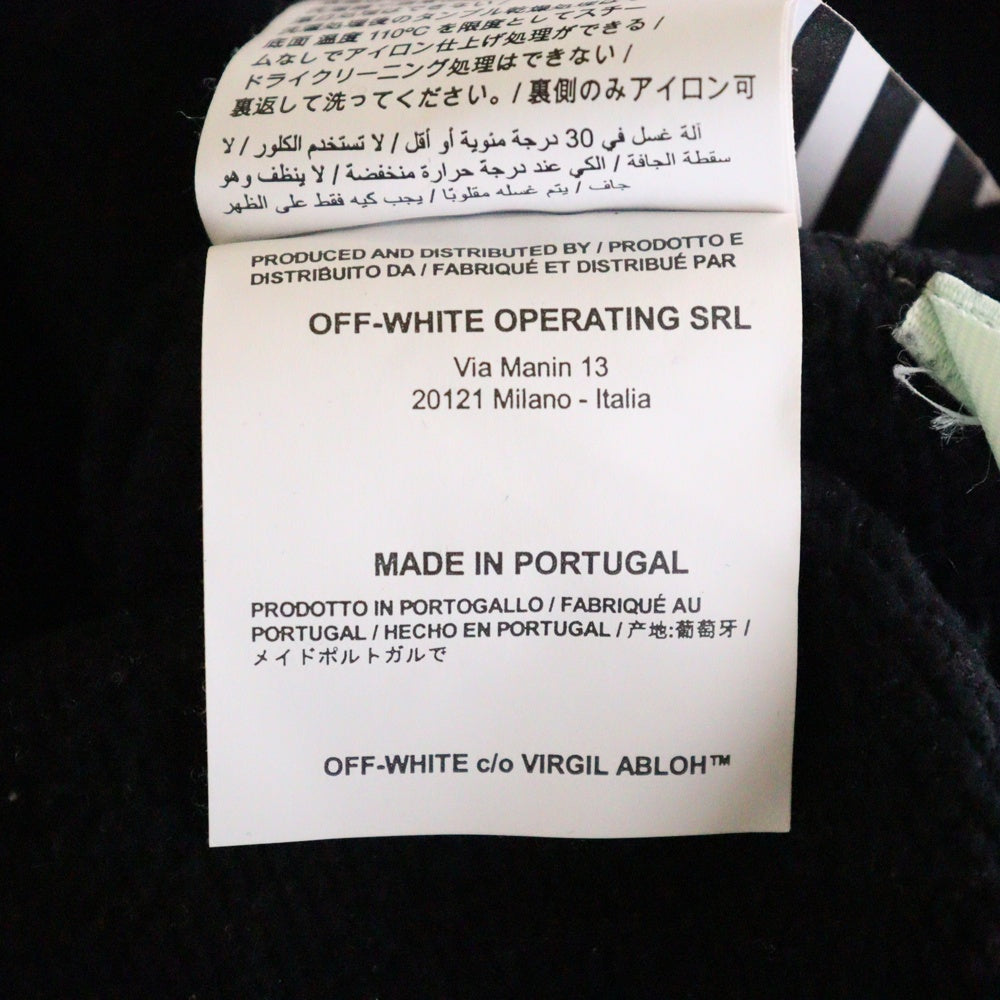 底面 温度 110℃ を限度としてスチー
ムなしでアイロン仕上げ処理ができる /
ドライクリーニング処理はできない /
裏返して洗ってください。/ 裏側のみアイロン可
آلة غسل في 30 درجة مئوية أو أقل / لا تستخدم الكلور / لا
سقطة الجافة / الكي عند درجة حرارة منخفضة / لا ينظف وهو
جاف / يتم غسله مقلوبًا / يجب كيه فقط على الظهر
PRODUCED AND DISTRIBUTED BY / PRODOTTO E
DISTRIBUITO DA / FABRIQUÉ ET DISTRIBUÉ PAR
OFF-WHITE OPERATING SRL
Via Manin 13
20121 Milano - Italia
MADE IN PORTUGAL
PRODOTTO IN PORTOGALLO / FABRIQUÉ AU
PORTUGAL / HECHO EN PORTUGAL / 产地:葡萄牙 /
メイドポルトガルで
OFF-WHITE c/o VIRGIL ABLOH™